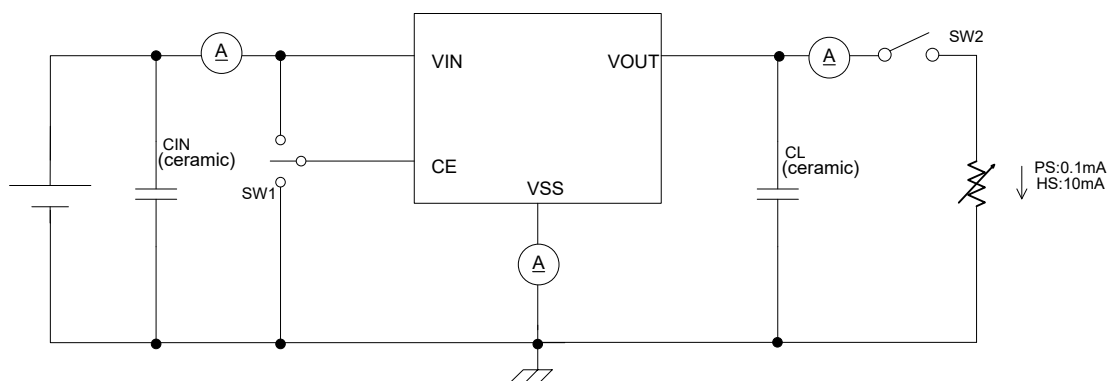 A
VIN
VOUT
A
SW2
CIN
(ceramic)
SW1
CE
VSS
CL
(ceramic)
PS:0.1mA
HS:10mA
A